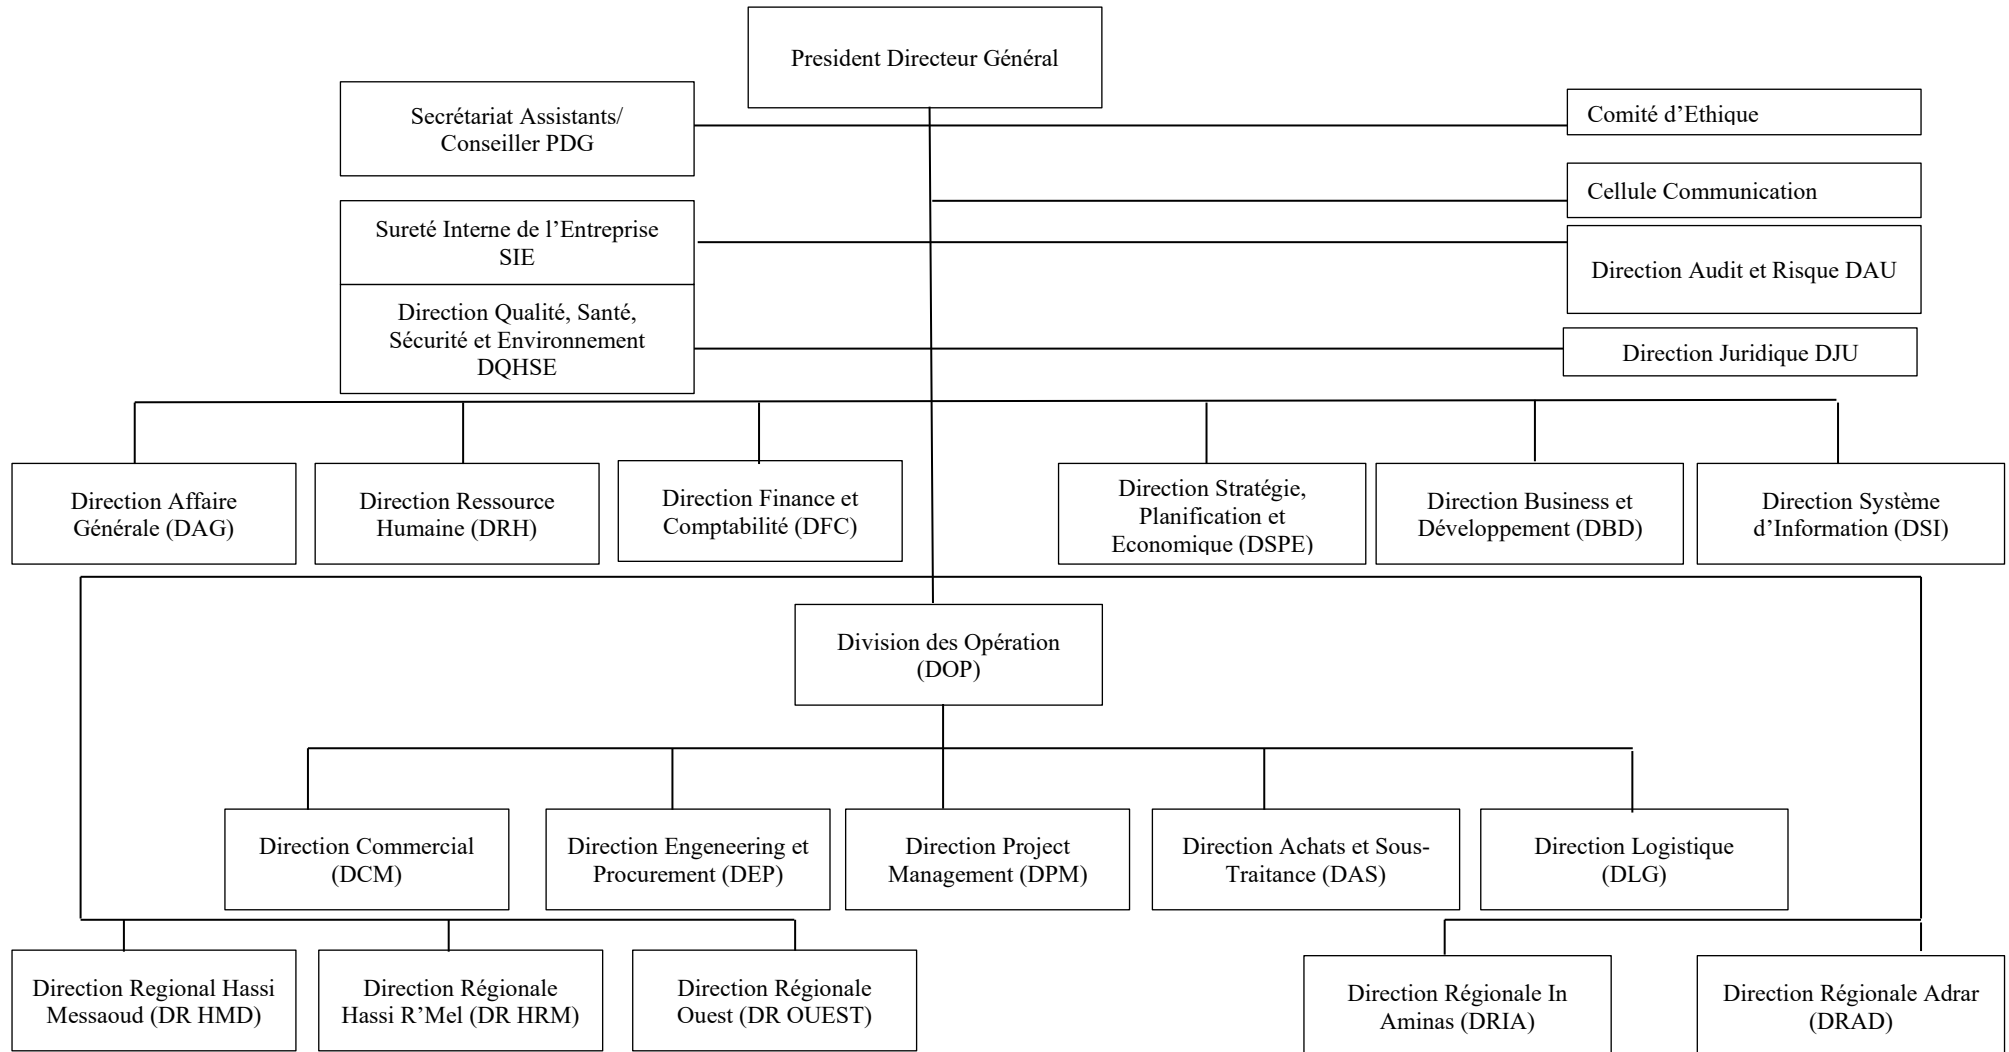 President Directeur Général
Secrétariat Assistants/
Conseiller PDG
Comité d’Ethique
Cellule Communication
Sureté Interne de l’Entreprise
SIE
Direction Audit et Risque DAU
Direction Qualité, Santé,
Sécurité et Environnement
DQHSE
Direction Juridique DJU
Direction Affaire
Générale (DAG)
Direction Ressource
Humaine (DRH)
Direction Finance et
Comptabilité (DFC)
Direction Stratégie,
Planification et
Economique (DSPE)
Direction Business et
Développement (DBD)
Direction Système
d’Information (DSI)
Division des Opération
(DOP)
Direction Commercial
(DCM)
Direction Engeneering et
Procurement (DEP)
Direction Project
Management (DPM)
Direction Achats et Sous-
Traitance (DAS)
Direction Logistique
(DLG)
Direction Regional Hassi
Messaoud (DR HMD)
Direction Régionale
Hassi R’Mel (DR HRM)
Direction Régionale
Ouest (DR OUEST)
Direction Régionale In
Aminas (DRIA)
Direction Régionale Adrar
(DRAD)